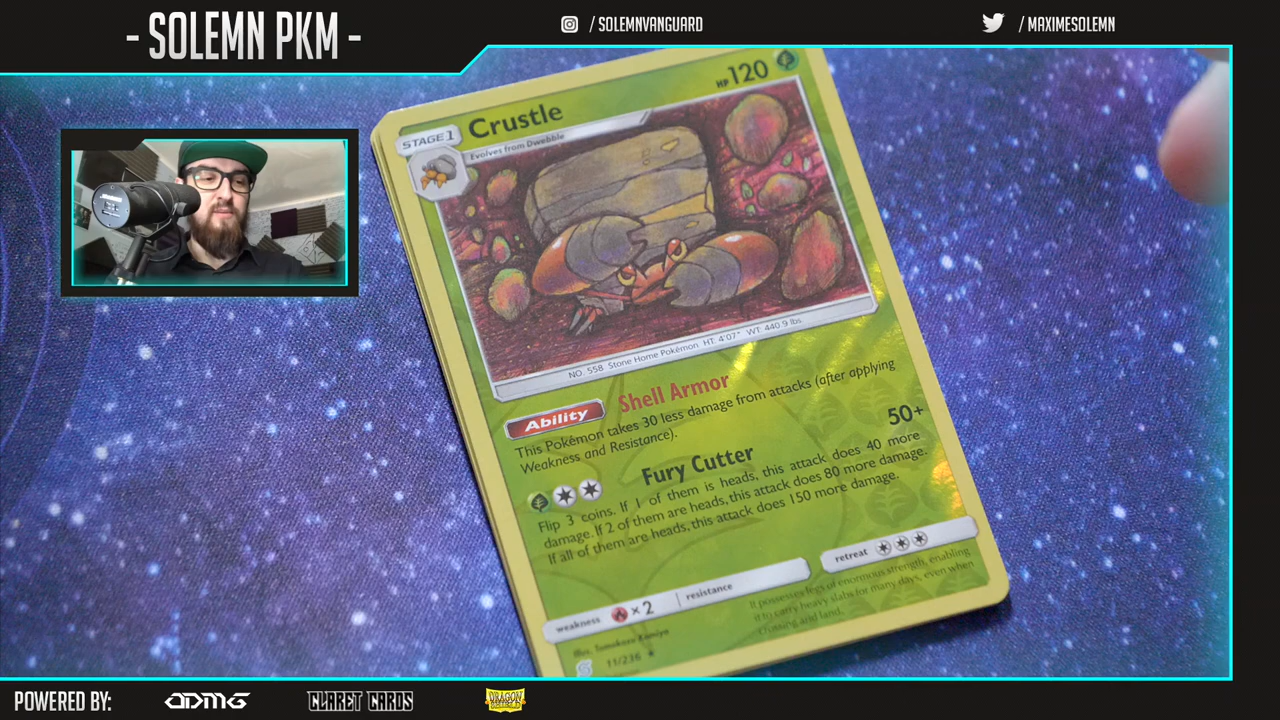 - SOLEMN PKM -
/ SOLEMNVANGUARD
/ MAXIMESOLEMN
STAGE 1
Crustle
HP 120
Evolves from Dwebble
NO. 558 Stone Home Pokémon HT: 4'07" WT: 440.9 lbs.
Ability Shell Armor
This Pokémon takes 30 less damage from attacks (after applying
Weakness and Resistance).
Fury Cutter 50+
Flip 3 coins. If 1 of them is heads, this attack does 40 more
damage. If 2 of them are heads, this attack does 80 more damage.
If all of them are heads, this attack does 150 more damage.
weakness ×2 resistance retreat
It possesses legs of enormous strength, enabling
it to carry heavy slabs for many days, even when
crossing arid land.
Illus. Tomokazu Komiya
11/236
POWERED BY: ADMG CLARET CARDS DRAGON